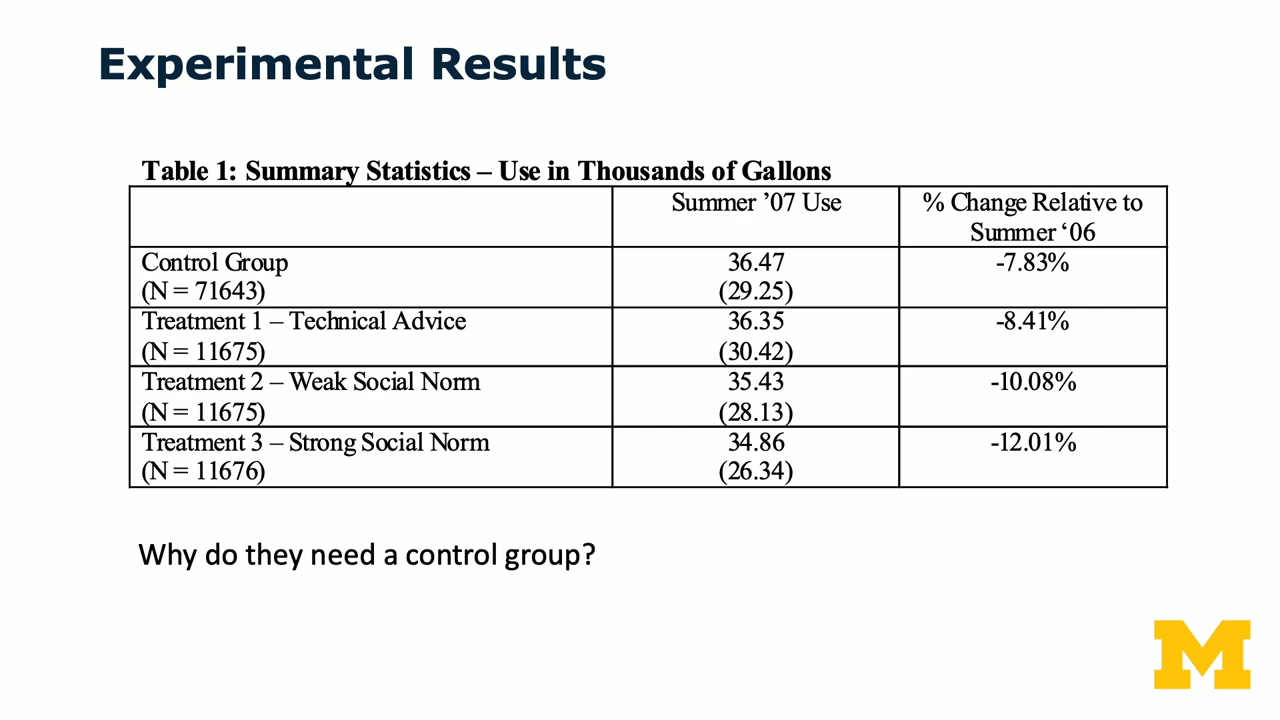 Experimental Results
Table 1: Summary Statistics – Use in Thousands of Gallons
Summer ’07 Use
% Change Relative to
Summer ‘06
Control Group
(N = 71643)
36.47
(29.25)
-7.83%
Treatment 1 – Technical Advice
(N = 11675)
36.35
(30.42)
-8.41%
Treatment 2 – Weak Social Norm
(N = 11675)
35.43
(28.13)
-10.08%
Treatment 3 – Strong Social Norm
(N = 11676)
34.86
(26.34)
-12.01%
Why do they need a control group?
M